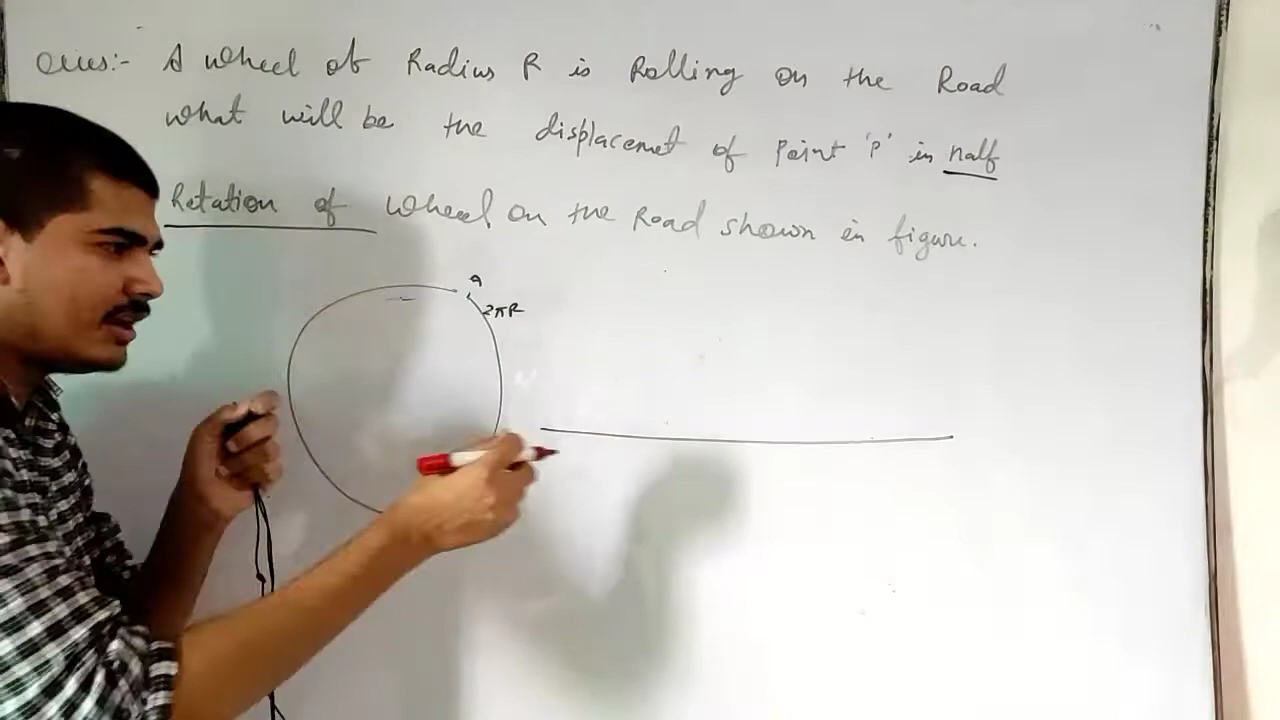 Ques:- A wheel of Radius R is Rolling on the Road
what will be the displacemet of Point 'P' in half
Rotation of wheel on the Road shown in figure.
A
2πR